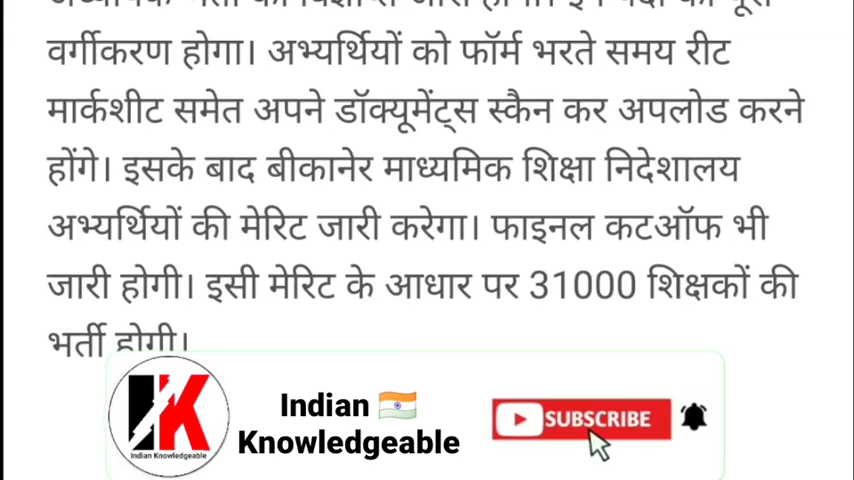 वर्गीकरण होगा। अभ्यर्थियों को फॉर्म भरते समय रीट
मार्कशीट समेत अपने डॉक्यूमेंट्स स्कैन कर अपलोड करने
होंगे। इसके बाद बीकानेर माध्यमिक शिक्षा निदेशालय
अभ्यर्थियों की मेरिट जारी करेगा। फाइनल कटऑफ भी
जारी होगी। इसी मेरिट के आधार पर 31000 शिक्षकों की
भर्ती होगी।
IK
Indian Knowledgeable
Indian
Knowledgeable
SUBSCRIBE